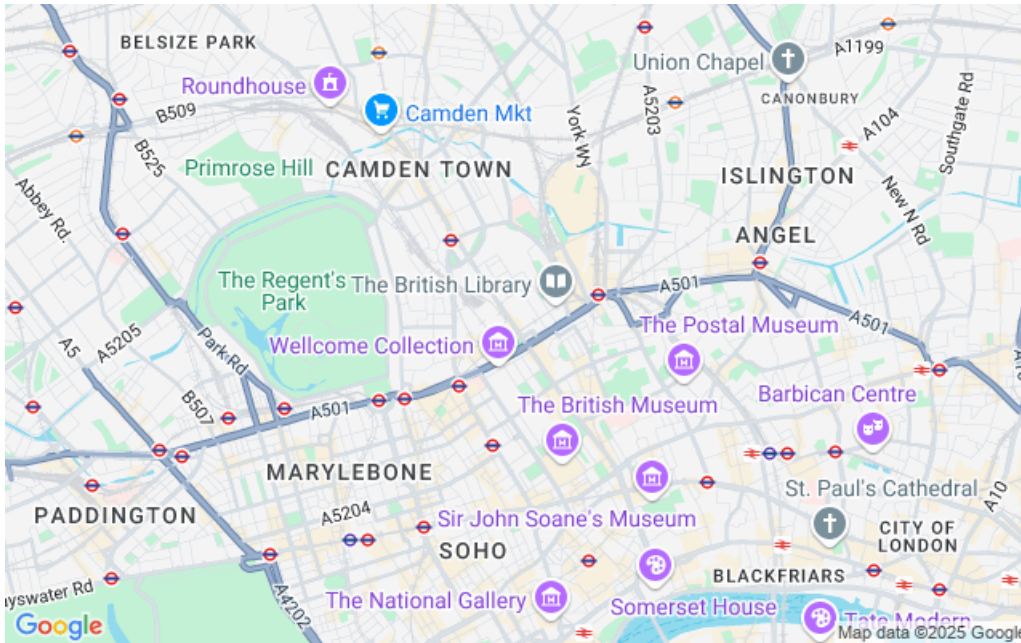 BELSIZE PARK
A1199
Union Chapel
Roundhouse
CANONBURY
A5203
Southgate Rd
B509
Camden Mkt
York Wy
A104
B525
Primrose Hill
CAMDEN TOWN
ISLINGTON
New N Rd
Abbey Rd.
ANGEL
The Regent's
Park
The British Library
A501
A501
A5205
Park Rd
The Postal Museum
A5
Wellcome Collection
Barbican Centre
B507
A501
The British Museum
MARYLEBONE
St. Paul's Cathedral
A10
PADDINGTON
A5204
Sir John Soane's Museum
CITY OF
LONDON
SOHO
BLACKFRIARS
yswater Rd
A4202
The National Gallery
Somerset House
Tate Modern
Google
Map data ©2025 Google